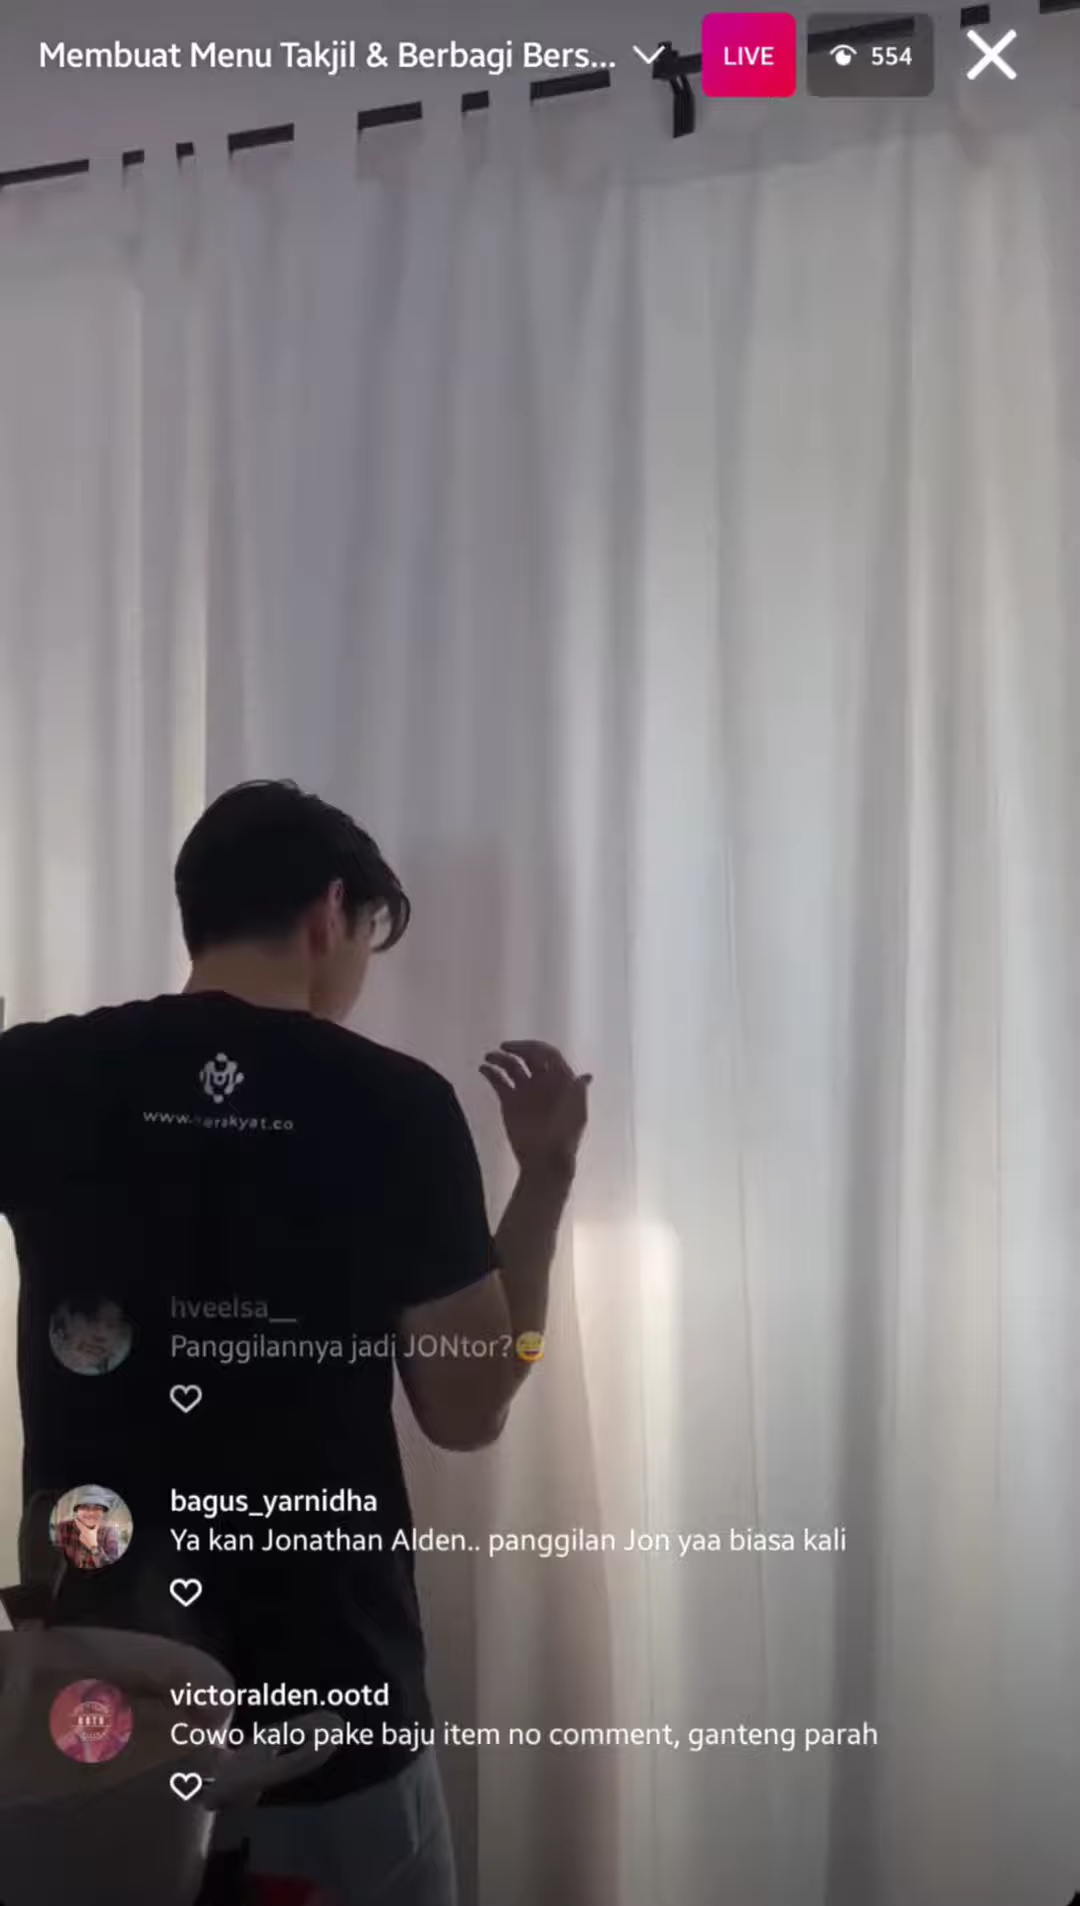 Membuat Menu Takjil & Berbagi Bers...
LIVE
554
hveelsa__
Panggilannya jadi JONtor?😅
bagus_yarnidha
Ya kan Jonathan Alden.. panggilan Jon yaa biasa kali
victoralden.ootd
Cowo kalo pake baju item no comment, ganteng parah